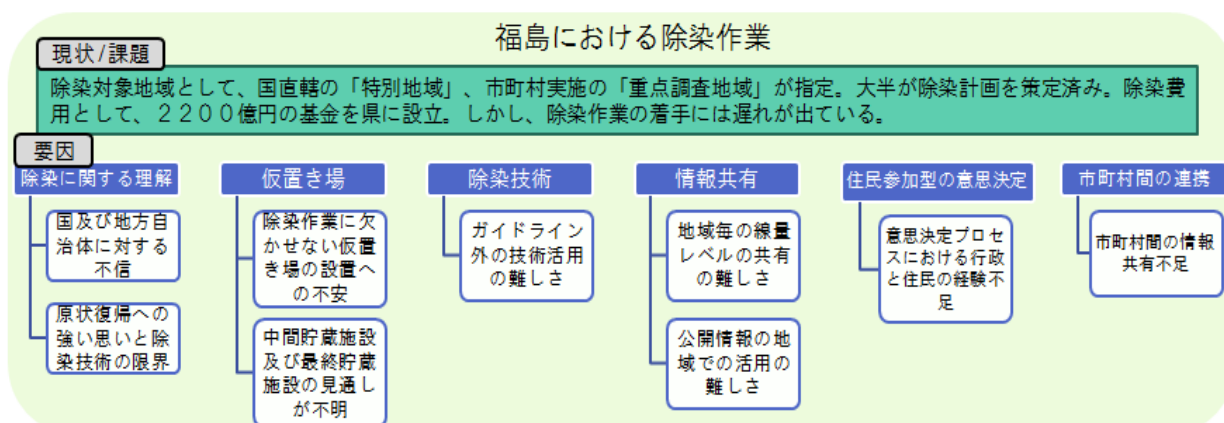 福島における除染作業
現状/課題
除染対象地域として、国直轄の「特別地域」、市町村実施の「重点調査地域」が指定。大半が除染計画を策定済み。除染費
用として、２２００億円の基金を県に設立。しかし、除染作業の着手には遅れが出ている。
要因
除染に関する理解
国及び地方自
治体に対する
不信
原状復帰への
強い思いと除
染技術の限界
仮置き場
除染作業に欠
かせない仮置
き場の設置へ
の不安
中間貯蔵施設
及び最終貯蔵
施設の見通し
が不明
除染技術
ガイドライン
外の技術活用
の難しさ
情報共有
地域毎の線量
レベルの共有
の難しさ
公開情報の地
域での活用の
難しさ
住民参加型の意思決定
意思決定プロセ
スにおける行政
と住民の経験不
足
市町村間の連携
市町村間の情報
共有不足